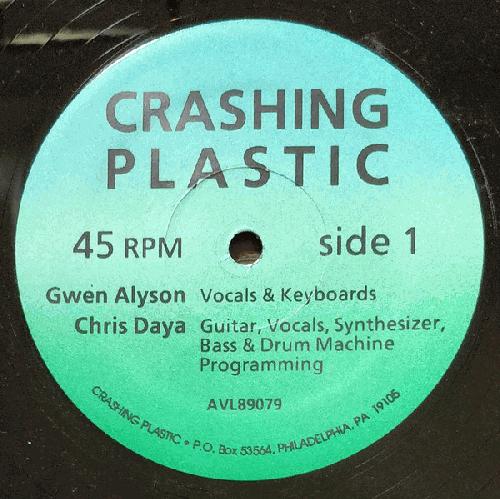 CRASHING
PLASTIC
45 RPM
side 1
Gwen Alyson Vocals & Keyboards
Chris Daya Guitar, Vocals, Synthesizer,
Bass & Drum Machine
Programming
AVL89079
CRASHING PLASTIC • P.O. Box 53564, PHILADELPHIA, PA 19105